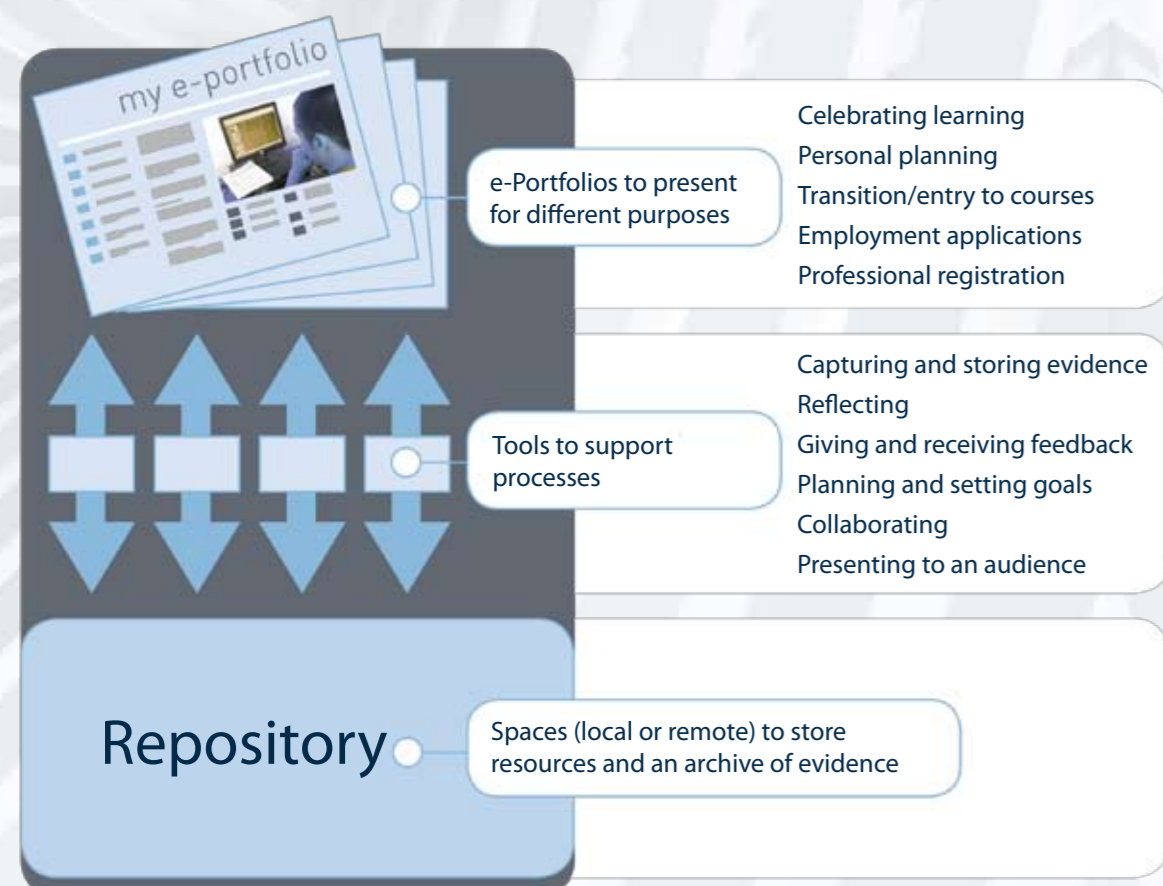 my e-portfolio
e-Portfolios to present
for different purposes
Celebrating learning
Personal planning
Transition/entry to courses
Employment applications
Professional registration
Tools to support
processes
Capturing and storing evidence
Reflecting
Giving and receiving feedback
Planning and setting goals
Collaborating
Presenting to an audience
Repository
Spaces (local or remote) to store
resources and an archive of evidence